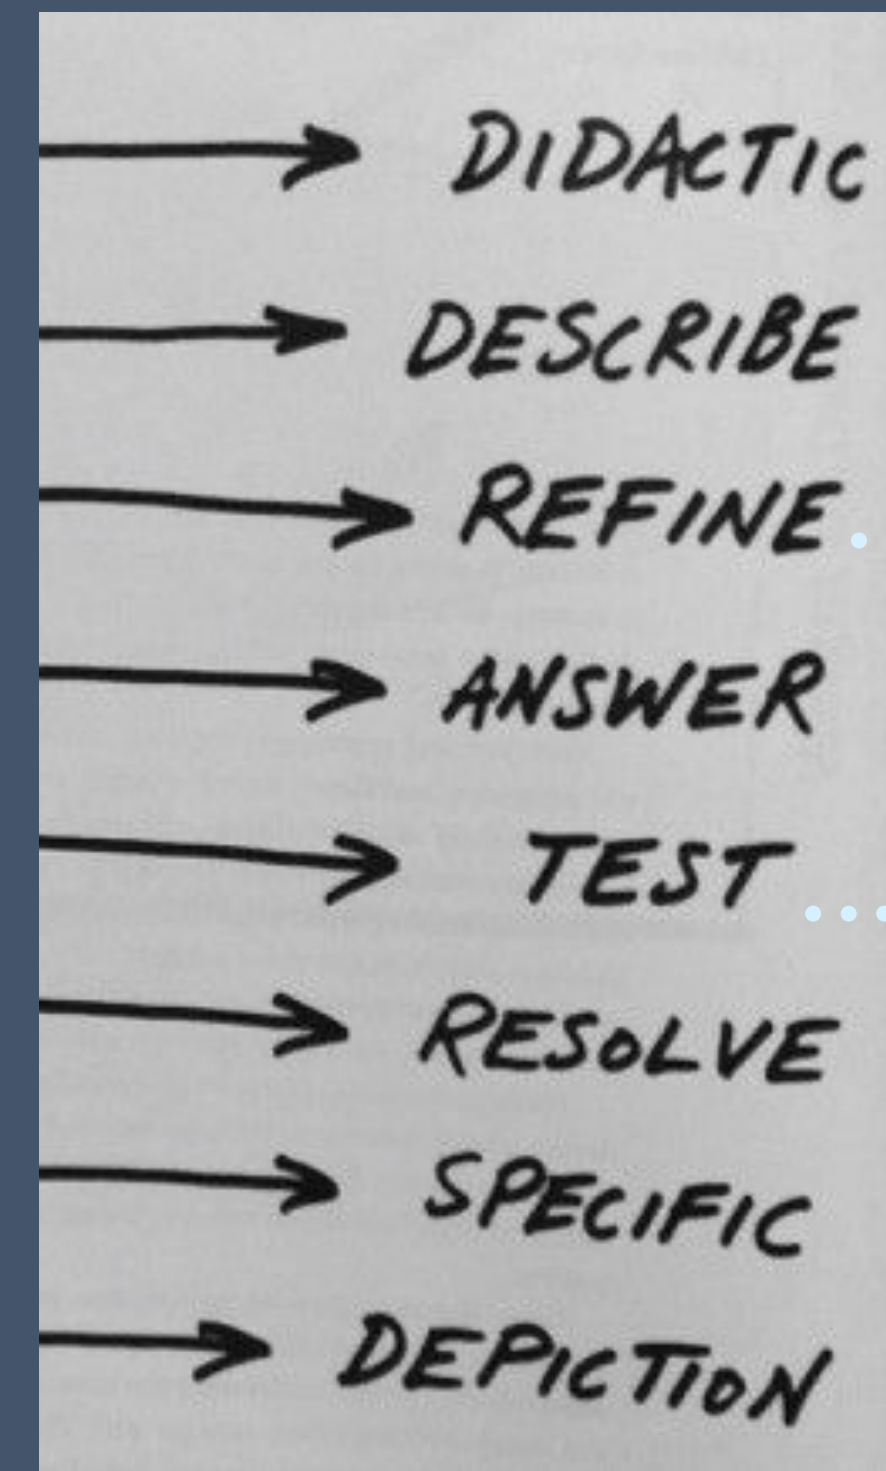 DIDACTIC
DESCRIBE
REFINE
ANSWER
TEST
RESOLVE
SPECIFIC
DEPICTION